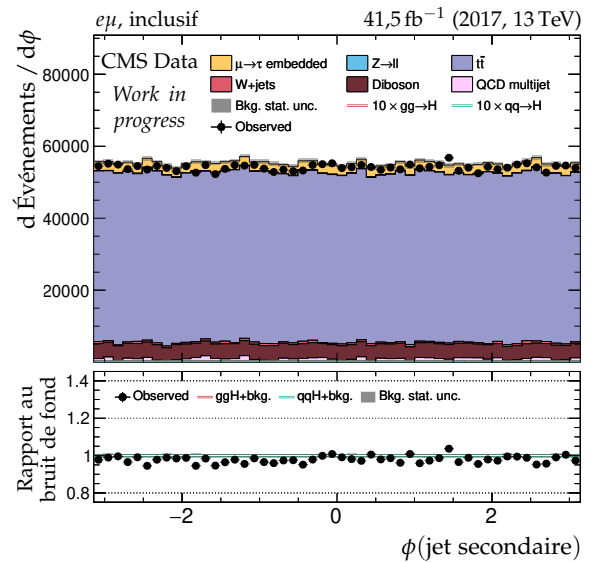 eμ, inclusif 41,5 fb⁻¹ (2017, 13 TeV)
CMS Data
Work in
progress
μ→τ embedded Z→ll tt̄
W+jets Diboson QCD multijet
Bkg. stat. unc. 10 × gg→H 10 × qq→H
Observed
d Événements / dϕ
80000
60000
40000
20000
Observed ggH+bkg. qqH+bkg. Bkg. stat. unc.
Rapport au
bruit de fond
1.4
1.2
1
0.8
−2 0 2
ϕ(jet secondaire)